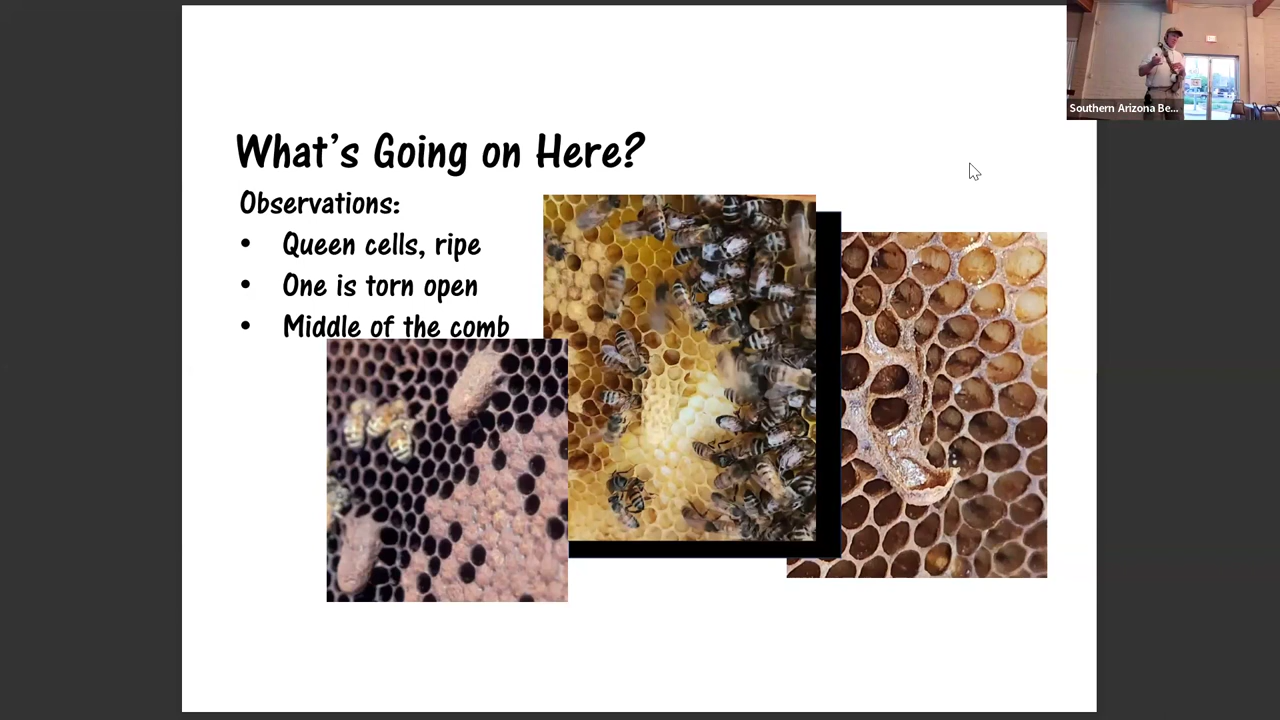 What's Going on Here?
Observations:
• Queen cells, ripe
• One is torn open
• Middle of the comb
Southern Arizona Be...